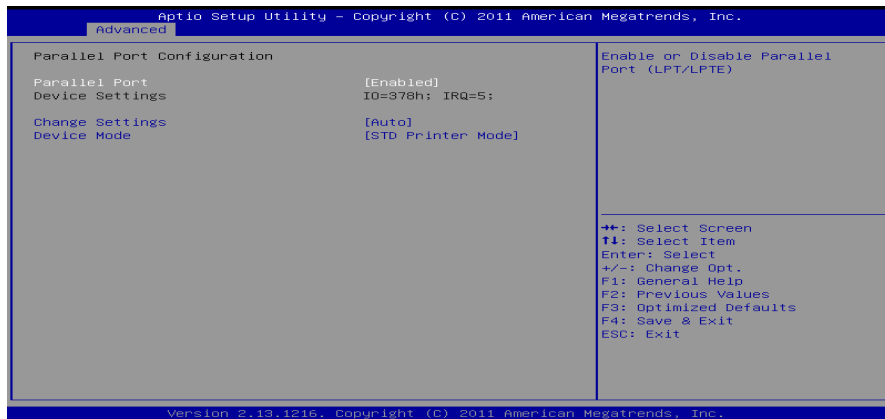 Aptio Setup Utility – Copyright (C) 2011 American Megatrends, Inc.
Advanced
Parallel Port Configuration
Parallel Port [Enabled]
Device Settings IO=378h; IRQ=5;
Change Settings [Auto]
Device Mode [STD Printer Mode]
Enable or Disable Parallel
Port (LPT/LPTE)
→←: Select Screen
↑↓: Select Item
Enter: Select
+/-: Change Opt.
F1: General Help
F2: Previous Values
F3: Optimized Defaults
F4: Save & Exit
ESC: Exit
Version 2.13.1216. Copyright (C) 2011 American Megatrends, Inc.